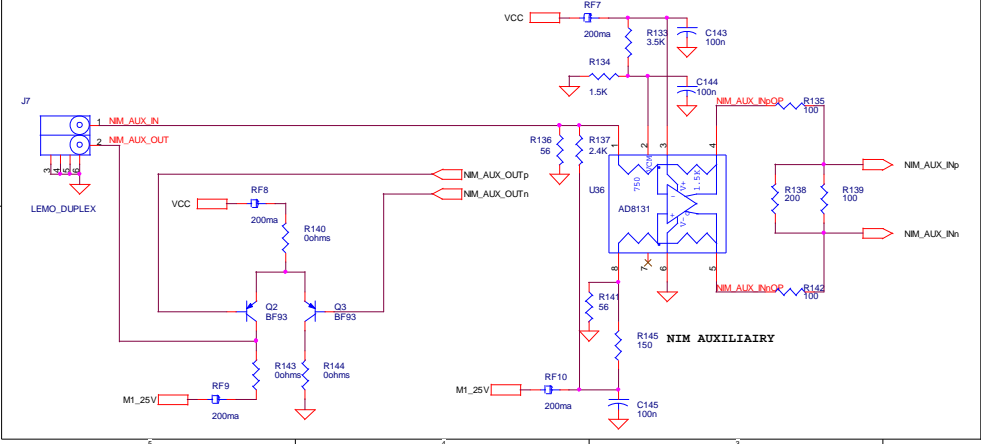 RF7
VCC
200ma
R133
3.5K
C143
100n
R134
1.5K
C144
100n
J7
NIM_AUX_INpOP
R135
100
1
NIM_AUX_IN
2
NIM_AUX_OUT
R136
56
R137
2.4K
1
2
3
4
3
4
5
6
VCM
V+
750
1.5K
NIM_AUX_INp
NIM_AUX_OUTp
NIM_AUX_OUTn
RF8
VCC
200ma
U36
AD8131
R138
200
R139
100
LEMO_DUPLEX
R140
0ohms
V-
NIM_AUX_INn
8
7
6
5
NIM_AUX_INnOP
R142
100
Q2
BF93
Q3
BF93
R141
56
R145
150
NIM AUXILIAIRY
R143
0ohms
R144
0ohms
RF9
M1_25V
200ma
RF10
M1_25V
200ma
C145
100n